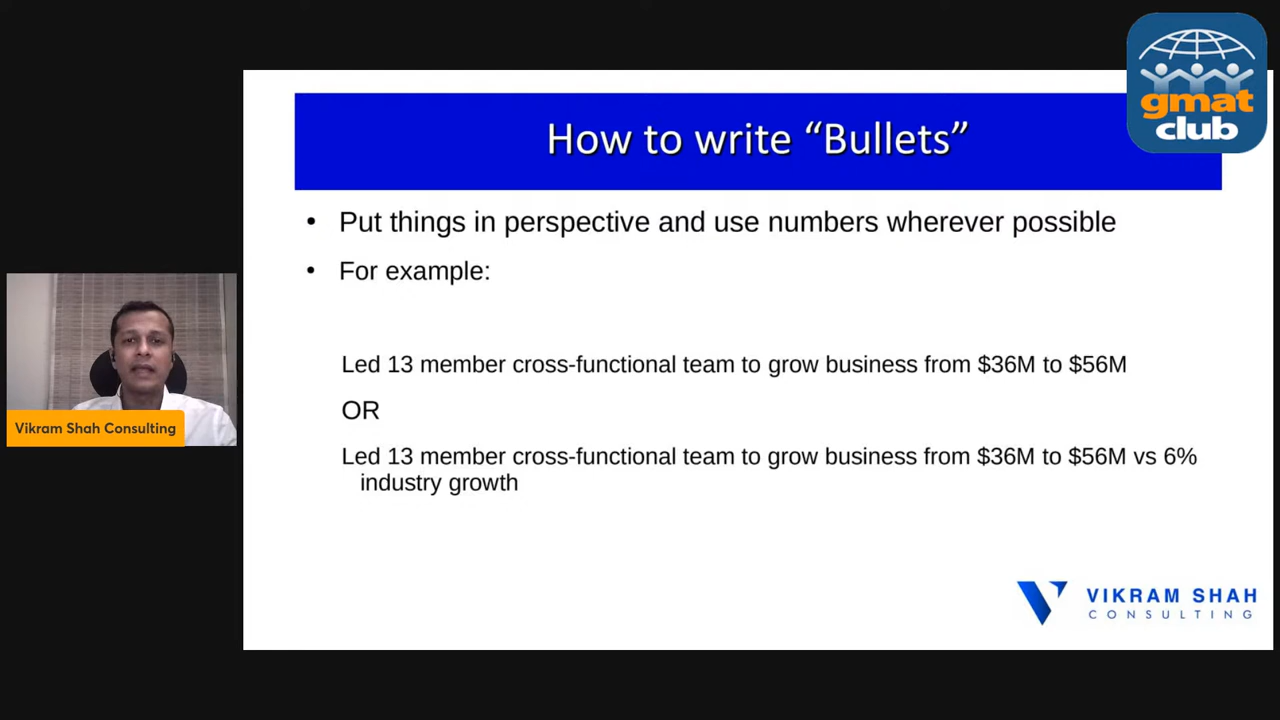 gmat
club
How to write “Bullets”
• Put things in perspective and use numbers wherever possible
• For example:
Led 13 member cross-functional team to grow business from $36M to $56M
OR
Led 13 member cross-functional team to grow business from $36M to $56M vs 6%
industry growth
Vikram Shah Consulting
VIKRAM SHAH
CONSULTING